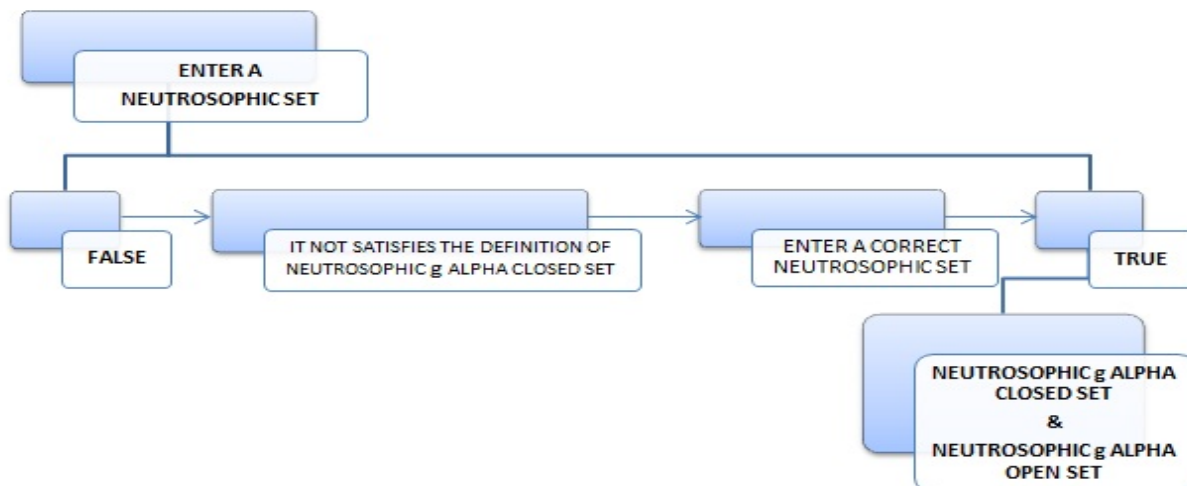 ENTER A
NEUTROSOPHIC SET
FALSE
IT NOT SATISFIES THE DEFINITION OF
NEUTROSOPHIC g ALPHA CLOSED SET
ENTER A CORRECT
NEUTROSOPHIC SET
TRUE
NEUTROSOPHIC g ALPHA
CLOSED SET
&
NEUTROSOPHIC g ALPHA
OPEN SET